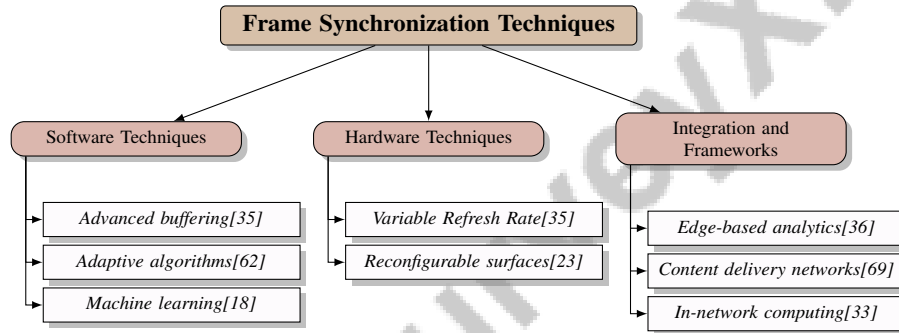 Frame Synchronization Techniques
Software Techniques
Advanced buffering[35]
Adaptive algorithms[62]
Machine learning[18]
Hardware Techniques
Variable Refresh Rate[35]
Reconfigurable surfaces[23]
Integration and
Frameworks
Edge-based analytics[36]
Content delivery networks[69]
In-network computing[33]